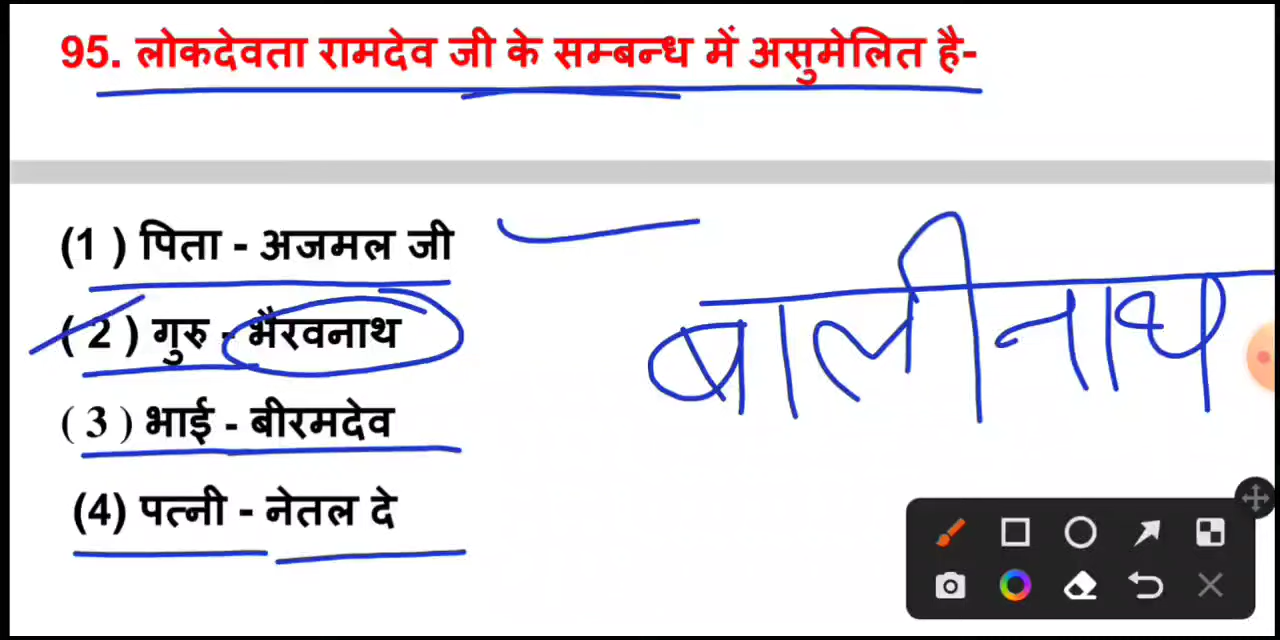 95. लोकदेवता रामदेव जी के सम्बन्ध में असुमेलित है-
(1 ) पिता - अजमल जी
(2 ) गुरु - भैरवनाथ
(3 ) भाई - बीरमदेव
(4) पत्नी - नेतल दे
बालीनाथ